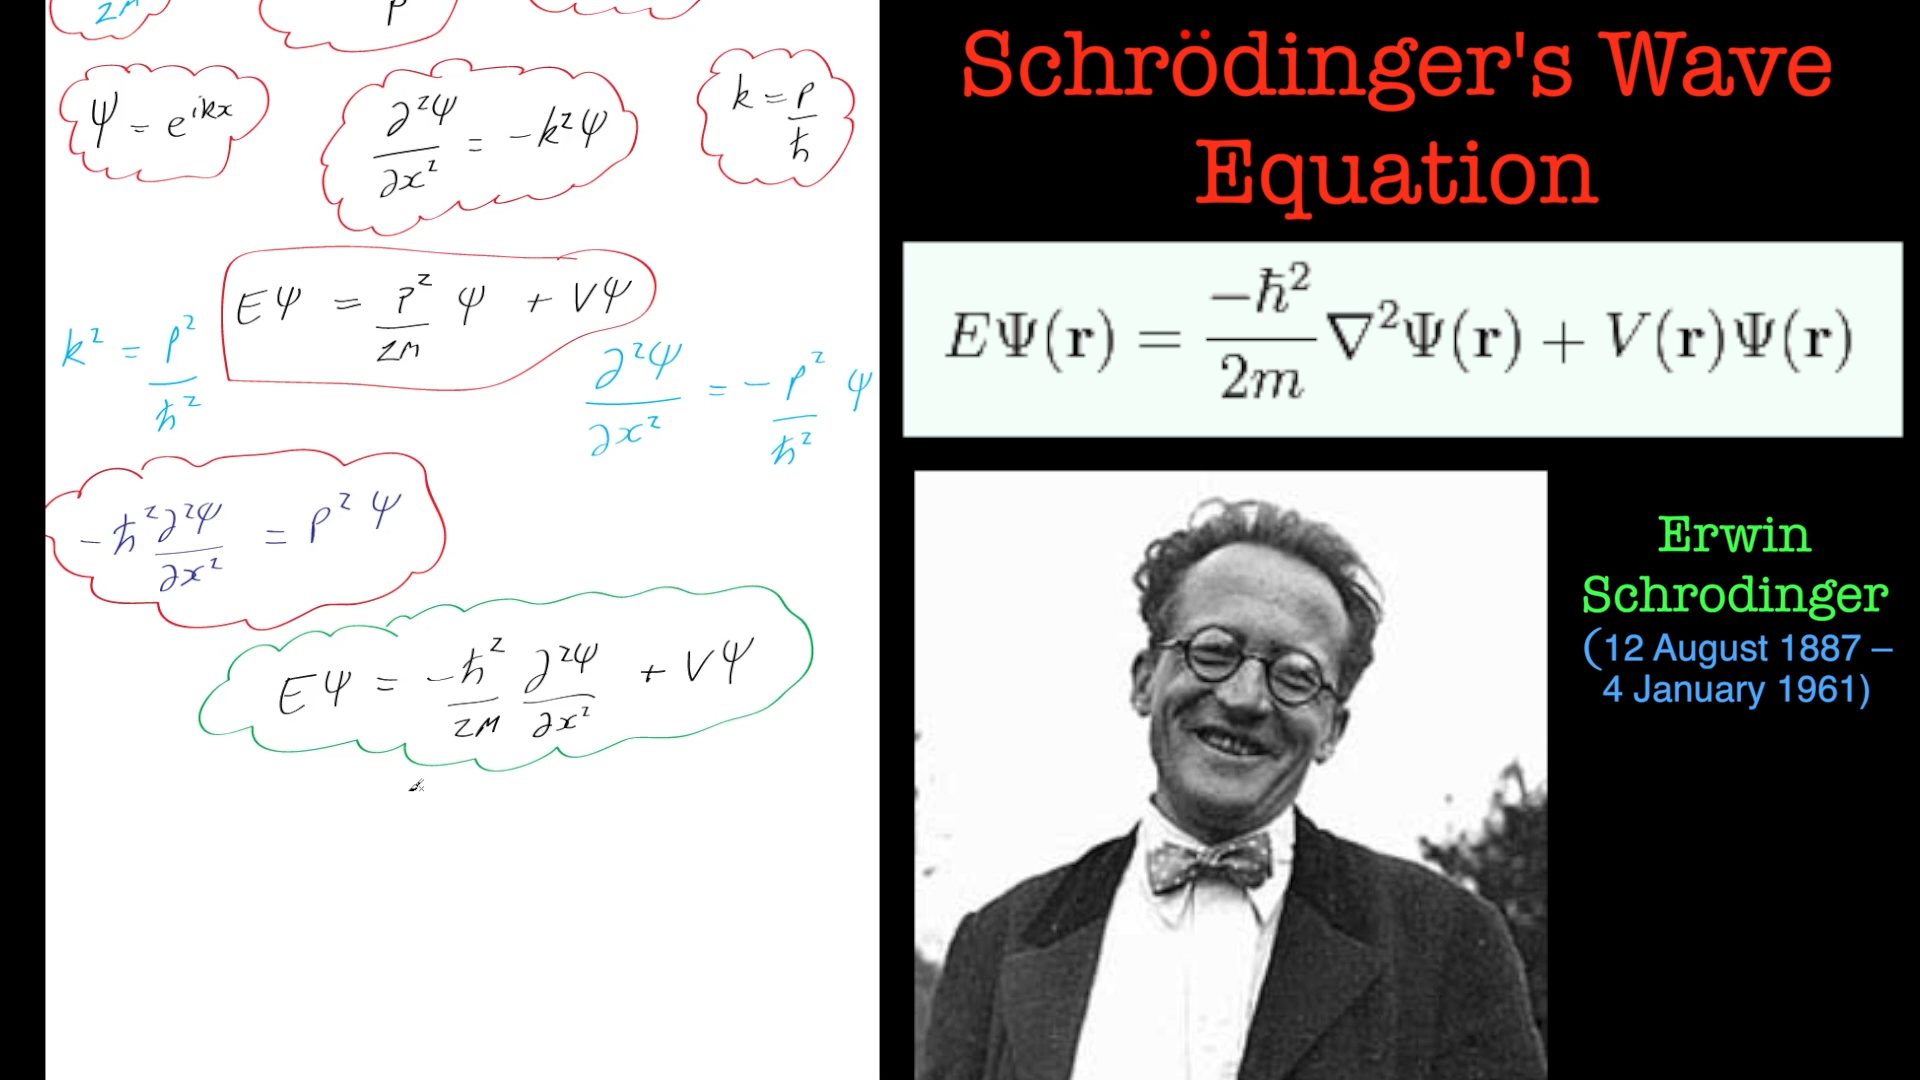 2M
p
ψ = e^{ikx}
∂²ψ/∂x² = -k²ψ
k = p/ħ
Eψ = p²/2M ψ + Vψ
k² = p²/ħ²
∂²ψ/∂x² = -p²/ħ² ψ
-ħ² ∂²ψ/∂x² = p² ψ
Eψ = -ħ²/2M ∂²ψ/∂x² + Vψ
Schrödinger's Wave
Equation
EΨ(r) = -ħ²/2m ∇²Ψ(r) + V(r)Ψ(r)
Erwin
Schrodinger
(12 August 1887 –
4 January 1961)